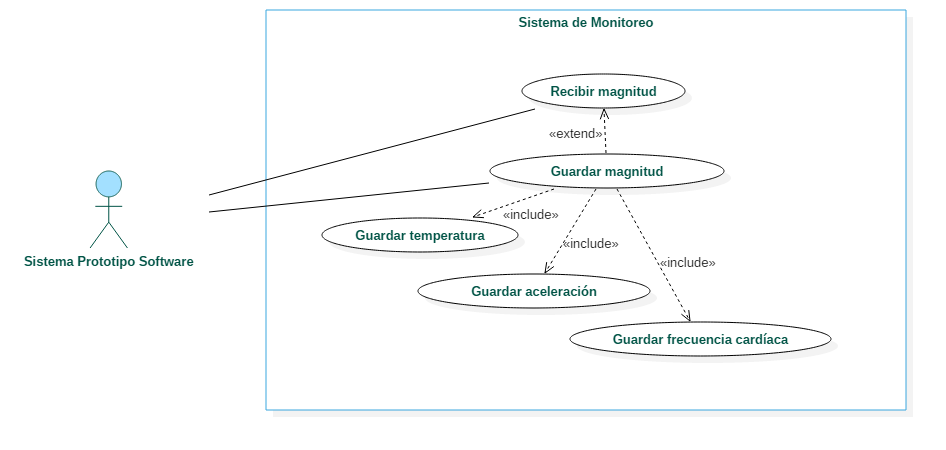 Sistema de Monitoreo
Recibir magnitud
«extend»
Guardar magnitud
«include»
Guardar temperatura
«include»
Sistema Prototipo Software
«include»
Guardar aceleración
Guardar frecuencia cardíaca